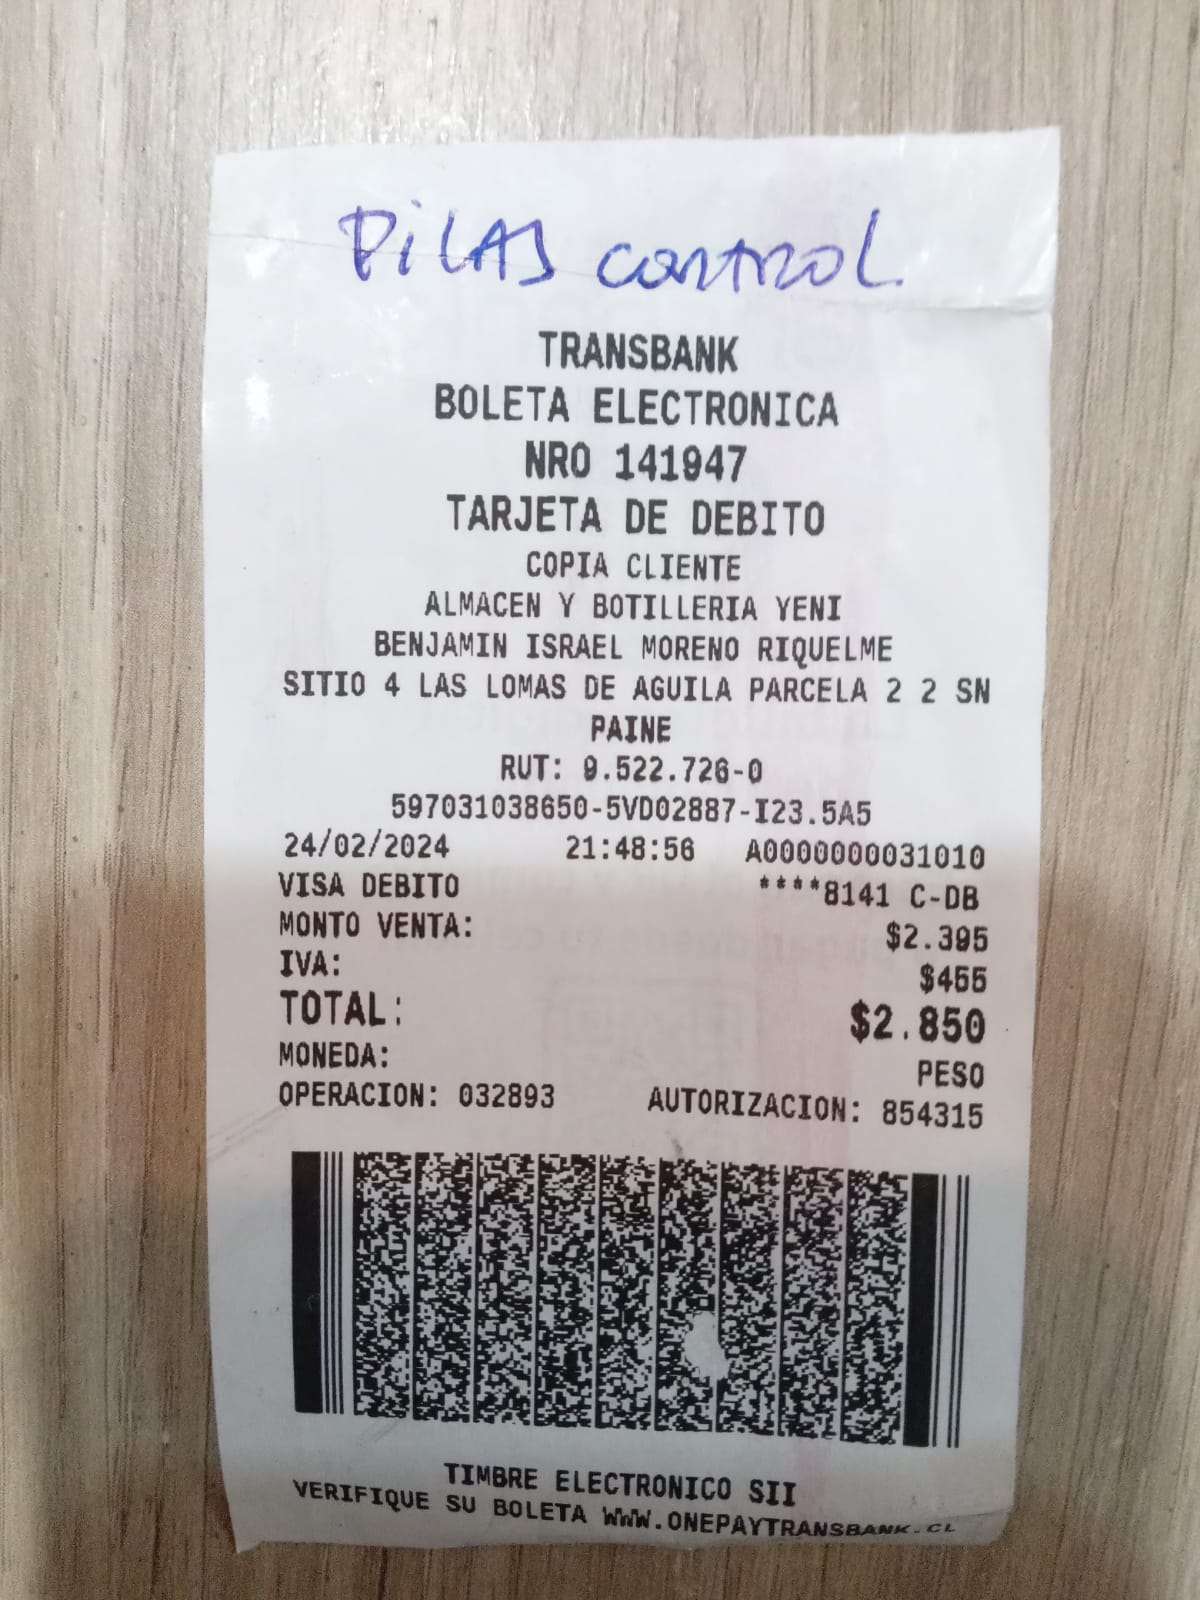 PILAS CONTROL
TRANSBANK
BOLETA ELECTRONICA
NRO 141947
TARJETA DE DEBITO
COPIA CLIENTE
ALMACEN Y BOTILLERIA YENI
BENJAMIN ISRAEL MORENO RIQUELME
SITIO 4 LAS LOMAS DE AGUILA PARCELA 2 2 SN
PAINE
RUT: 9.522.726-0
597031038650-5VD02887-I23.5A5
24/02/2024 21:48:56 A0000000031010
VISA DEBITO ****8141 C-DB
MONTO VENTA: $2.395
IVA: $455
TOTAL: $2.850
MONEDA: PESO
OPERACION: 032893 AUTORIZACION: 854315
TIMBRE ELECTRONICO SII
VERIFIQUE SU BOLETA WWW.ONEPAYTRANSBANK.CL